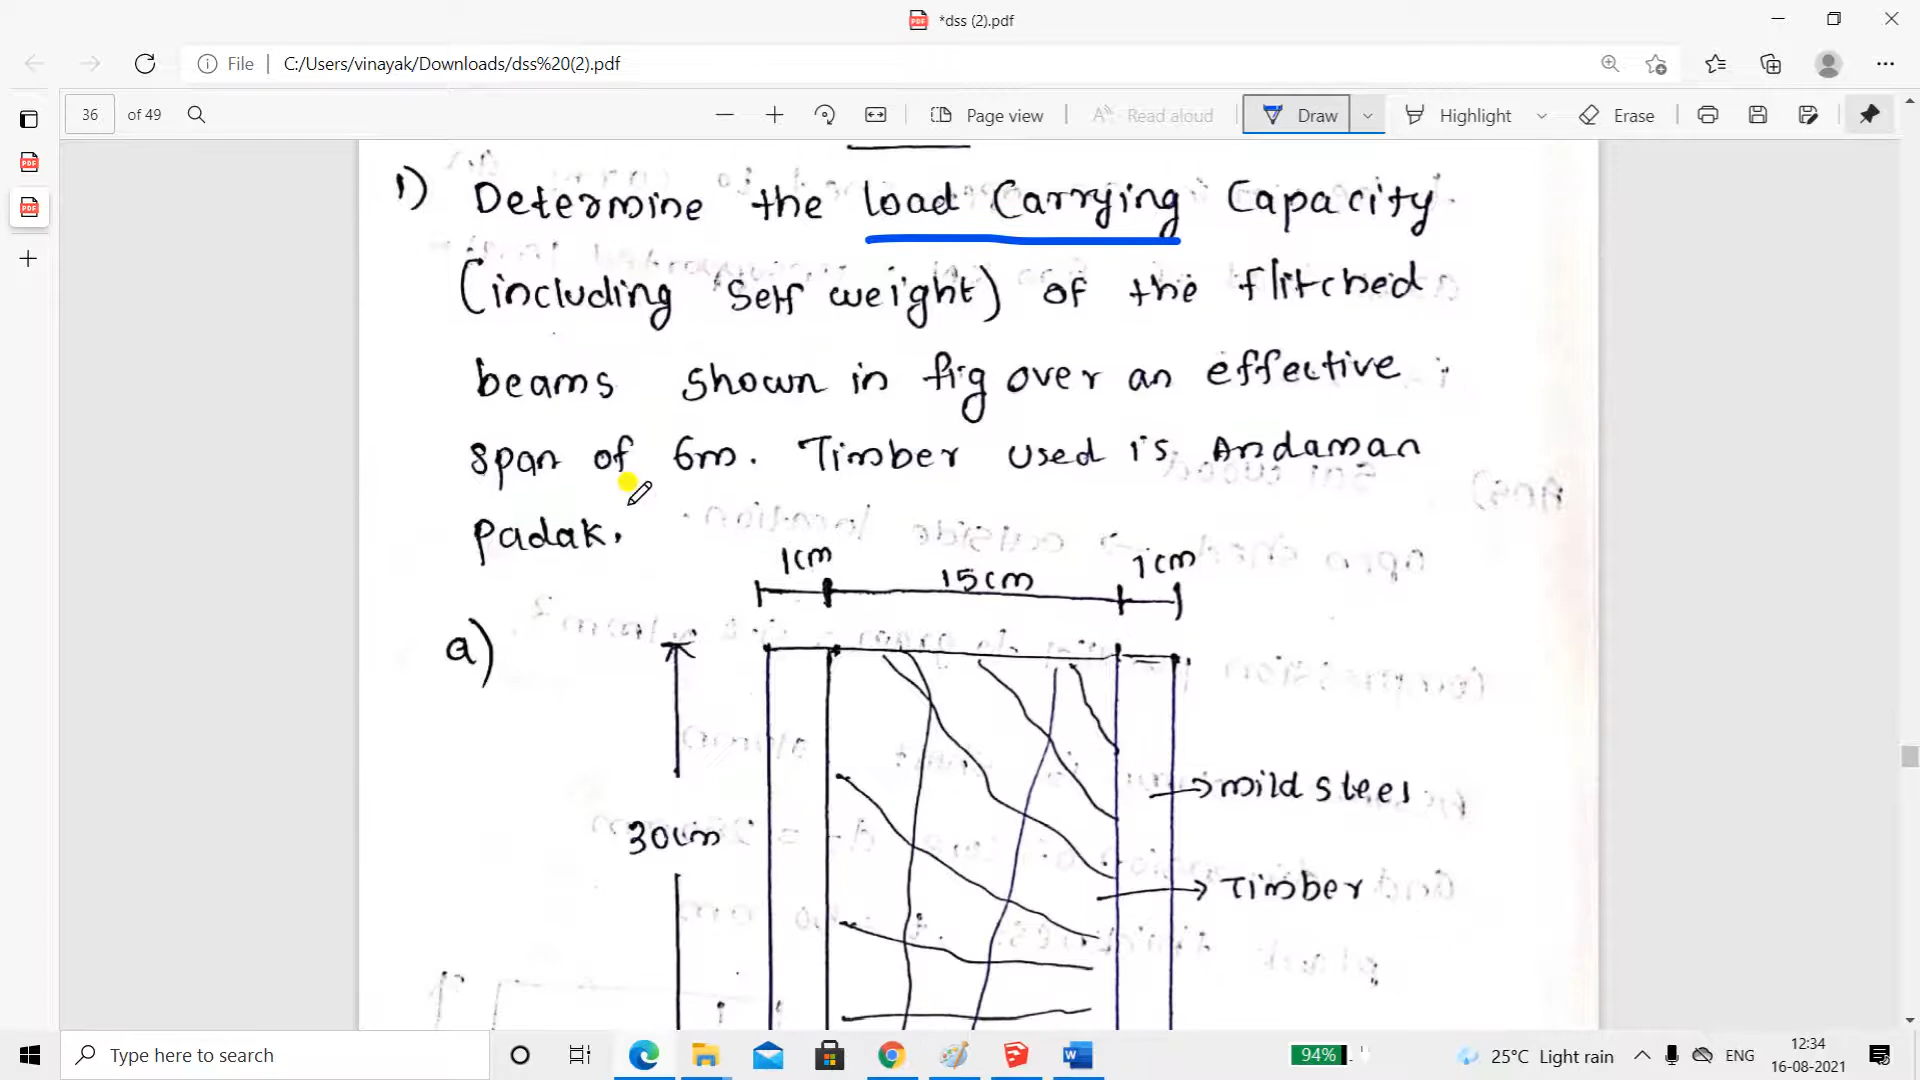 *dss (2).pdf
File
C:/Users/vinayak/Downloads/dss%20(2).pdf
36 of 49
Page view
Read aloud
Draw
Highlight
Erase
1) Determine the load Carrying Capacity
(including self weight) of the flitched
beams shown in fig over an effective
span of 6m. Timber used is Andaman
Padak.
1cm
15cm
1cm
a)
30cm
→mild steel
→ Timber
Type here to search
94%
25°C Light rain
ENG
12:34
16-08-2021